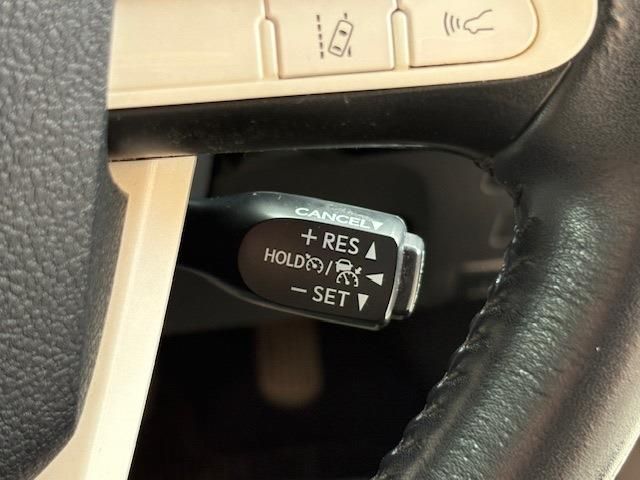 CANCEL
+ RES
HOLD /
− SET